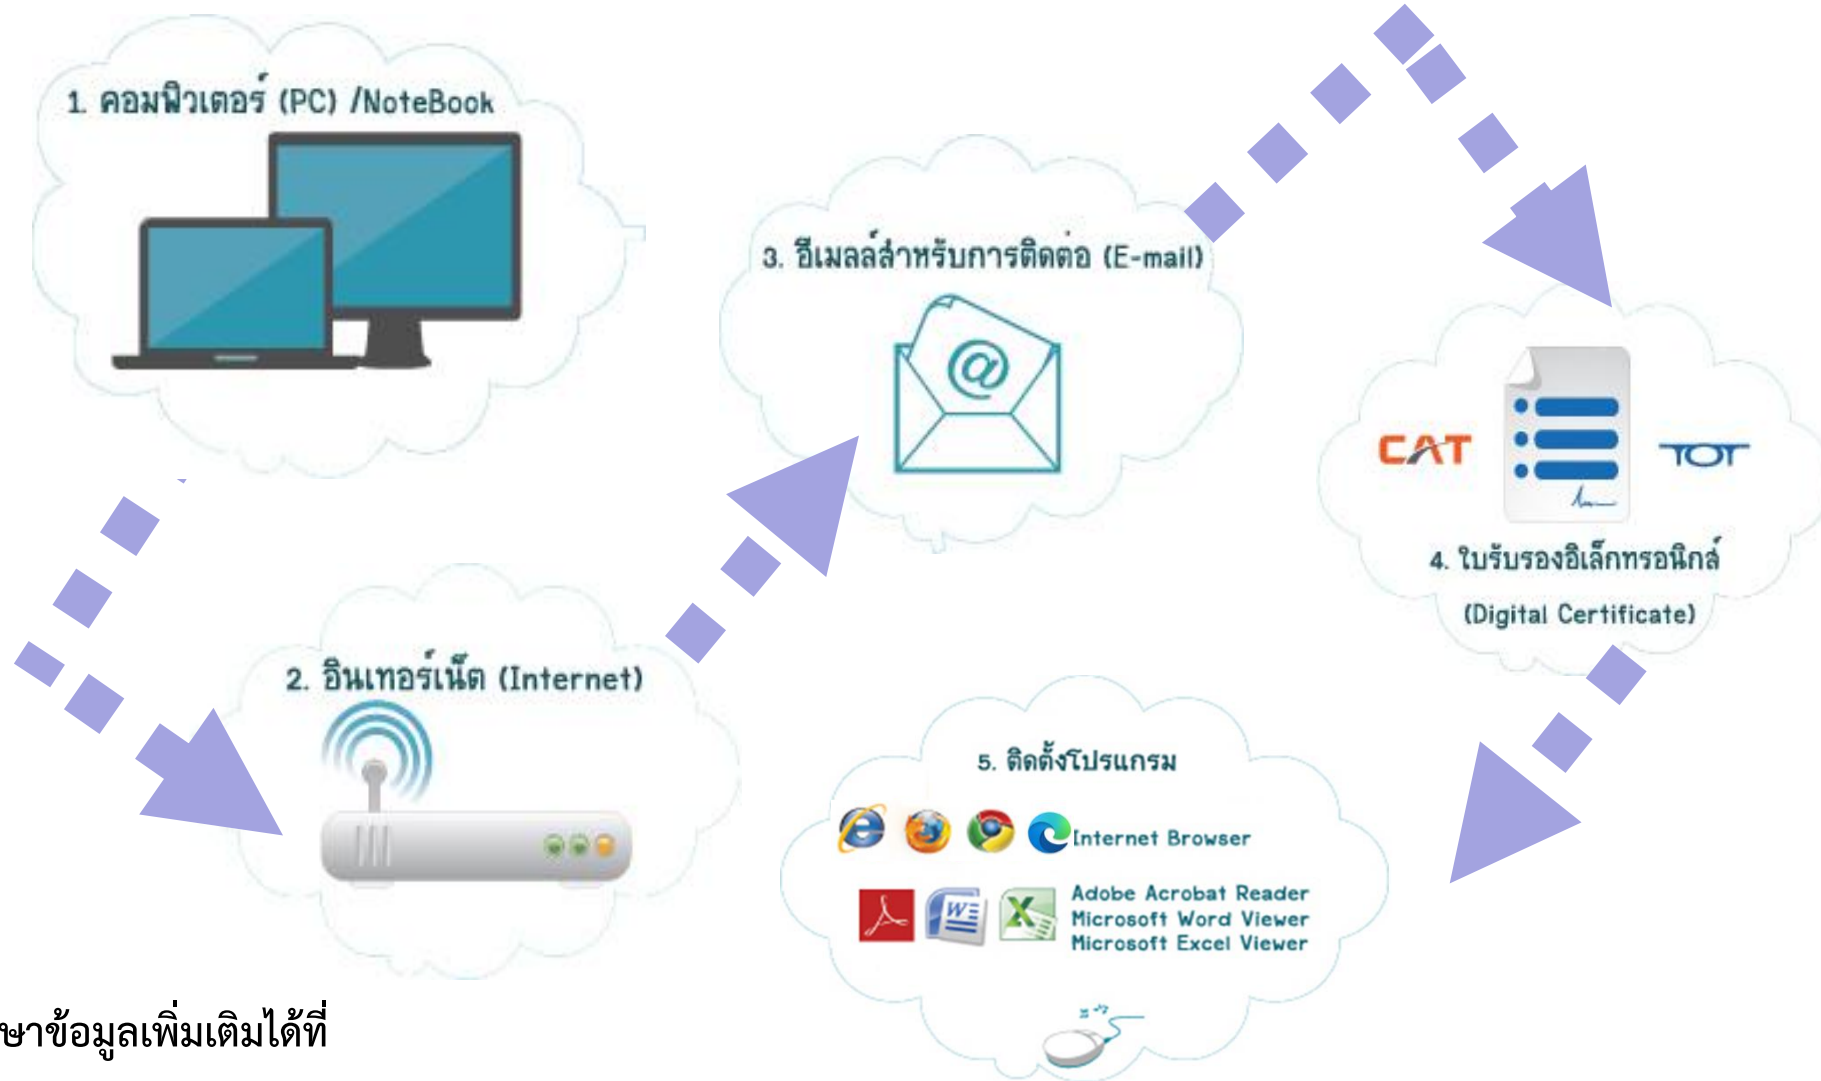 1. คอมพิวเตอร์ (PC) /NoteBook
2. อินเทอร์เน็ต (Internet)
3. อีเมลล์สำหรับการติดต่อ (E-mail)
CAT
TOT
4. ใบรับรองอิเล็กทรอนิกส์
(Digital Certificate)
5. ติดตั้งโปรแกรม
Internet Browser
Adobe Acrobat Reader
Microsoft Word Viewer
Microsoft Excel Viewer
ษาข้อมูลเพิ่มเติมได้ที่